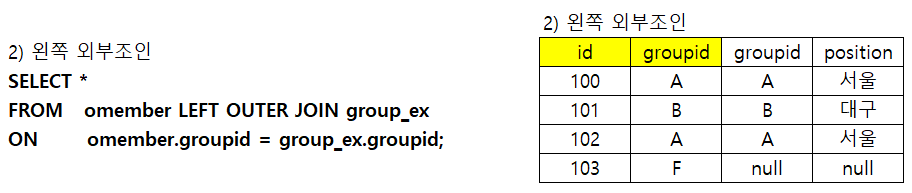 2) 왼쪽 외부조인
SELECT *
FROM omember LEFT OUTER JOIN group_ex
ON omember.groupid = group_ex.groupid;
2) 왼쪽 외부조인
id groupid groupid position
100 A A 서울
101 B B 대구
102 A A 서울
103 F null null